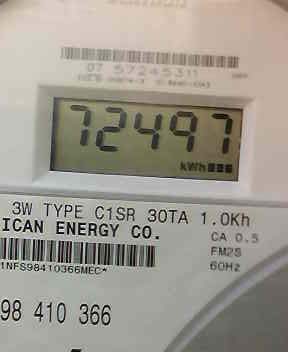 07 57245311
72497
kWh
3W TYPE C1SR 30TA 1.0Kh
ICAN ENERGY CO.
CA 0.5
FM2S
60Hz
1NFS98410366MEC*
98 410 366